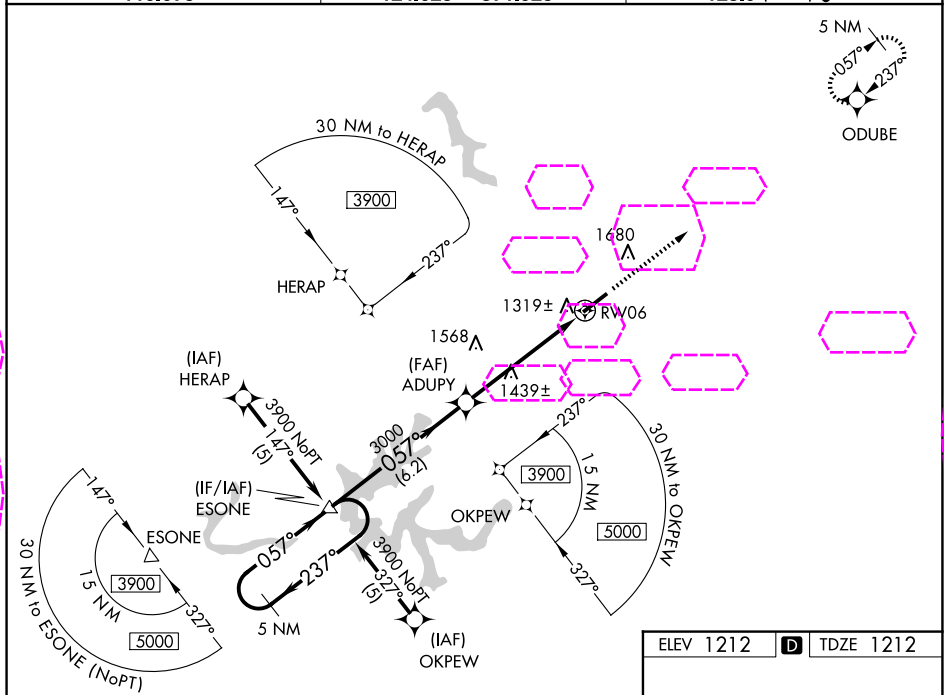 5 NM
057°
237°
ODUBE
30 NM to HERAP
3900
147°
237°
HERAP
1680
1319±
RW06
1568
(FAF)
ADUPY
1439±
(IAF)
HERAP
3900 NoPT
147°
(5)
3000
057°
(6.2)
237°
3900
15 NM
30 NM to OKPEW
5000
OKPEW
327°
(IF/IAF)
ESONE
147°
ESONE
3900
15 NM
327°
5000
30 NM to ESONE (NoPT)
057°
237°
5 NM
3900 NoPT
327°
(5)
(IAF)
OKPEW
ELEV 1212 D TDZE 1212